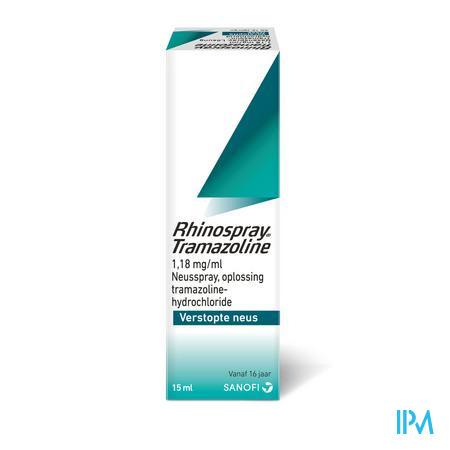 Rhinospray®
Tramazoline
1,18 mg/ml
Neusspray, oplossing
tramazoline-
hydrochloride
Verstopte neus
Vanaf 16 jaar
15 ml
SANOFI
IPM